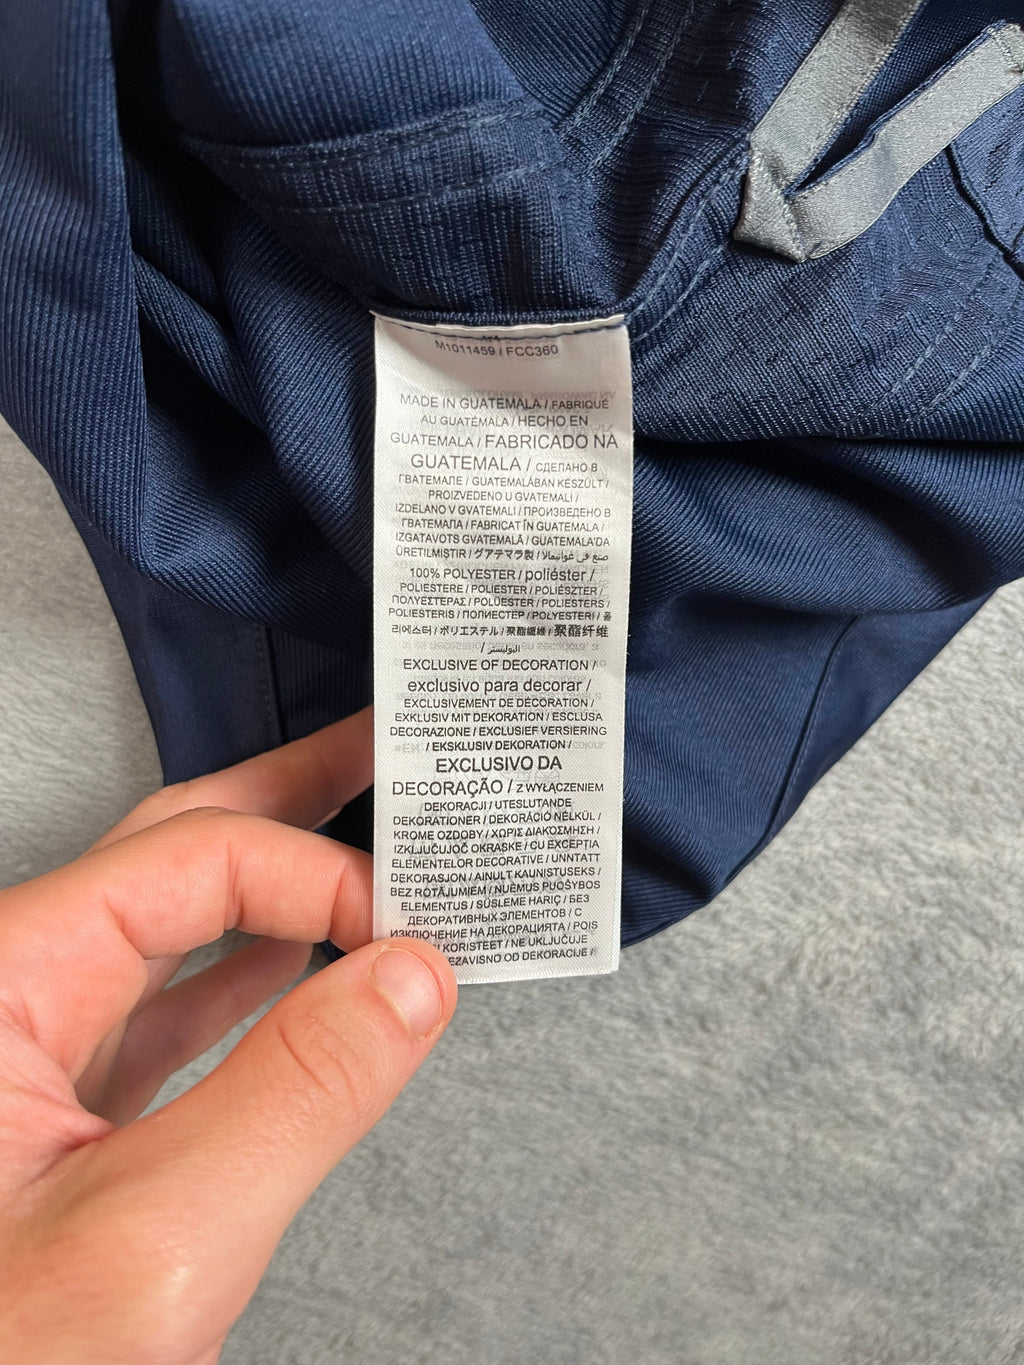 M1011459 / FCC360
MADE IN GUATEMALA / FABRIQUÉ
AU GUATÉMALA / HECHO EN
GUATEMALA / FABRICADO NA
GUATEMALA / СДЕЛАНО В
ГВАТЕМАЛЕ / GUATEMALÁBAN KÉSZÜLT /
PROIZVEDENO U GVATEMALI /
IZDELANO V GVATEMALI / ПРОИЗВЕДЕНО В
ГВАТЕМАЛА / FABRICAT ÎN GUATEMALA /
IZGATAVOTS GVATEMALĀ / GUATEMALA'DA
ÜRETİLMİŞTİR / グアテマラ製 / صنع في غواتيمالا
100% POLYESTER / poliéster /
POLIESTERE / POLIESTER / POLIÉSZTER /
ΠΟΛΥΕΣΤΕΡΑΣ / POLÜESTER / POLIESTERS /
POLIESTERIS / ПОЛИЕСТЕР / POLYESTERI / 폴
리에스터 / ポリエステル / 聚酯纖維 / 聚酯纤维
/ البوليستر
EXCLUSIVE OF DECORATION /
exclusivo para decorar /
EXCLUSIVEMENT DE DÉCORATION /
EXKLUSIV MIT DEKORATION / ESCLUSA
DECORAZIONE / EXCLUSIEF VERSIERING
/ EKSKLUSIV DEKORATION /
EXCLUSIVO DA
DECORAÇÃO / Z WYŁĄCZENIEM
DEKORACJI / UTESLUTANDE
DEKORATIONER / DEKORÁCIÓ NÉLKÜL /
KROMĚ OZDOBY / ΧΩΡΙΣ ΔΙΑΚΟΣΜΗΣΗ /
IZKLJUČUJOČ OKRASKE / CU EXCEPȚIA
ELEMENTELOR DECORATIVE / UNNTATT
DEKORASJON / AINULT KAUNISTUSEKS /
BEZ ROTĀJUMIEM / NUĖMUS PUOŠYBOS
ELEMENTUS / SÜSLEME HARİÇ / БЕЗ
ДЕКОРАТИВНЫХ ЭЛЕМЕНТОВ / С
ИЗКЛЮЧЕНИЕ НА ДЕКОРАЦИЯТА / POIS
KORISTEET / NE UKLJUČUJE
OD DEKORACIJE /